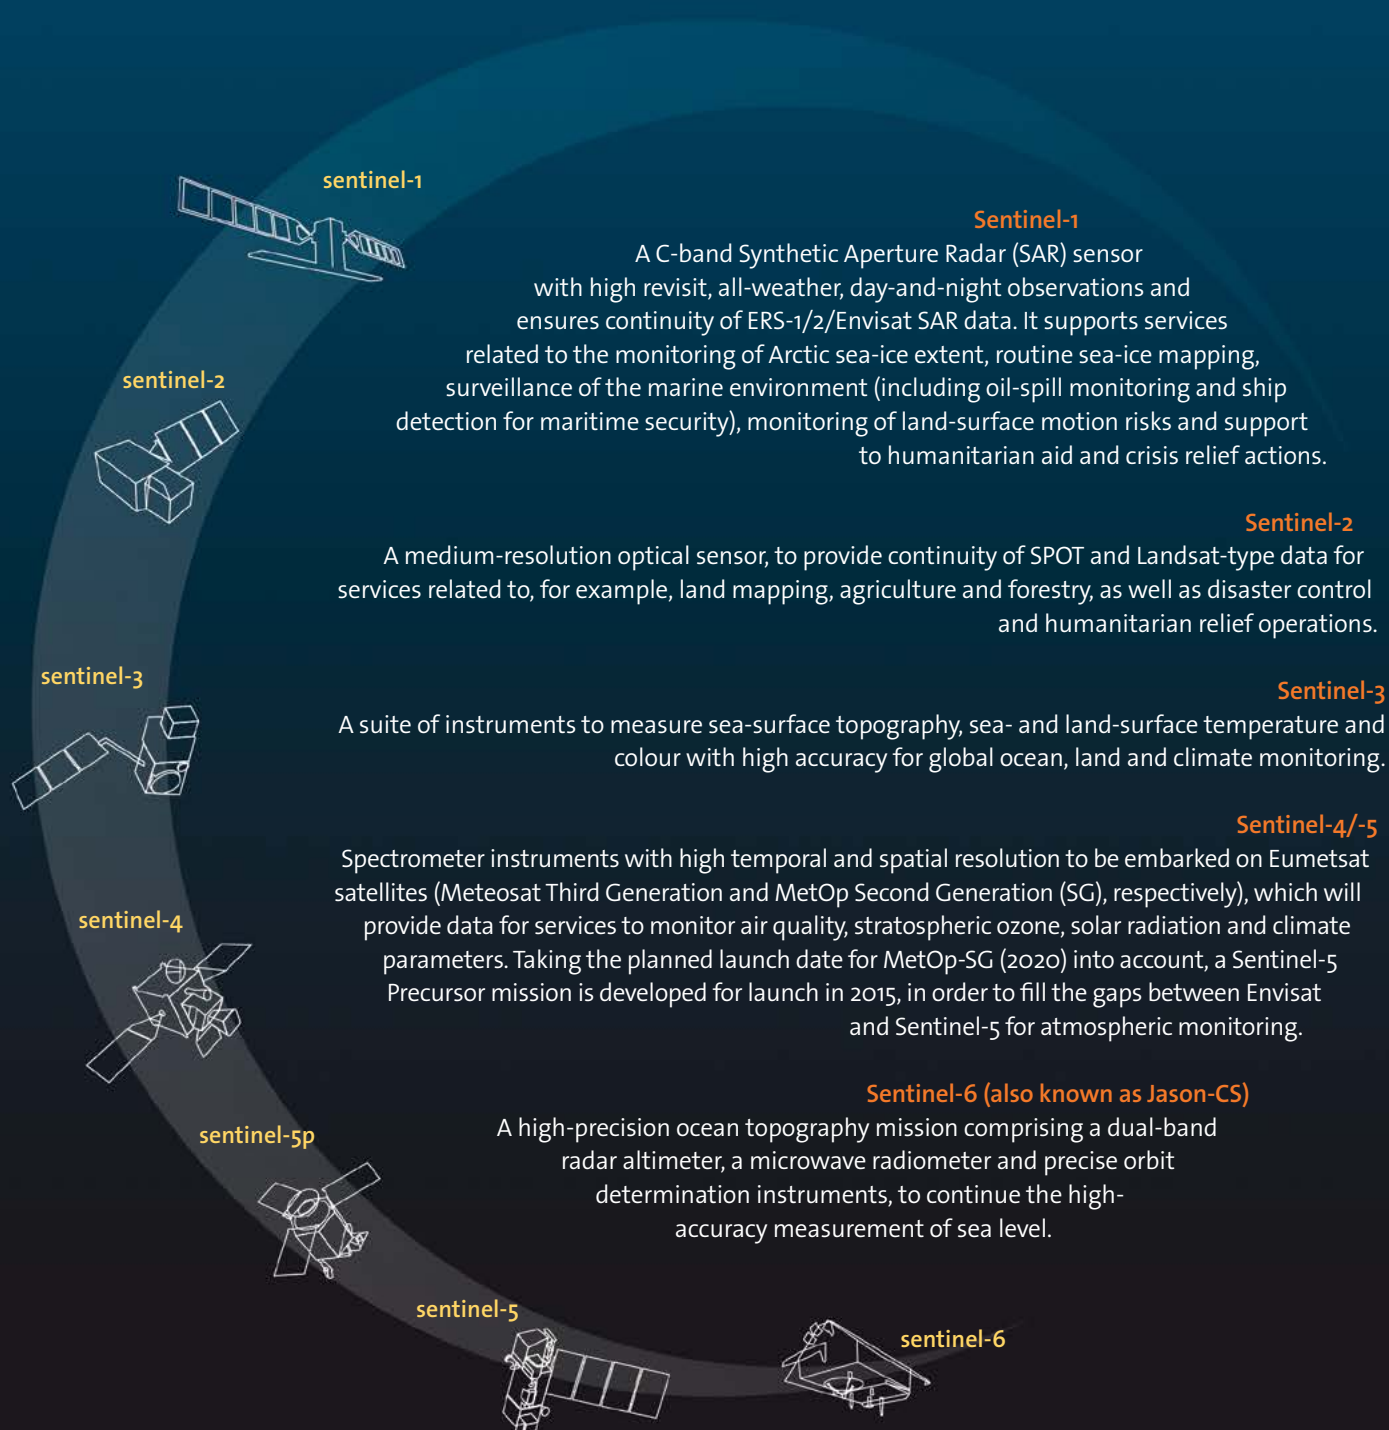 sentinel-1
Sentinel-1
A C-band Synthetic Aperture Radar (SAR) sensor
with high revisit, all-weather, day-and-night observations and
ensures continuity of ERS-1/2/Envisat SAR data. It supports services
related to the monitoring of Arctic sea-ice extent, routine sea-ice mapping,
surveillance of the marine environment (including oil-spill monitoring and ship
detection for maritime security), monitoring of land-surface motion risks and support
to humanitarian aid and crisis relief actions.
sentinel-2
Sentinel-2
A medium-resolution optical sensor, to provide continuity of SPOT and Landsat-type data for
services related to, for example, land mapping, agriculture and forestry, as well as disaster control
and humanitarian relief operations.
sentinel-3
Sentinel-3
A suite of instruments to measure sea-surface topography, sea- and land-surface temperature and
colour with high accuracy for global ocean, land and climate monitoring.
Sentinel-4/-5
Spectrometer instruments with high temporal and spatial resolution to be embarked on Eumetsat
satellites (Meteosat Third Generation and MetOp Second Generation (SG), respectively), which will
provide data for services to monitor air quality, stratospheric ozone, solar radiation and climate
parameters. Taking the planned launch date for MetOp-SG (2020) into account, a Sentinel-5
Precursor mission is developed for launch in 2015, in order to fill the gaps between Envisat
and Sentinel-5 for atmospheric monitoring.
sentinel-4
Sentinel-6 (also known as Jason-CS)
A high-precision ocean topography mission comprising a dual-band
radar altimeter, a microwave radiometer and precise orbit
determination instruments, to continue the high-
accuracy measurement of sea level.
sentinel-5p
sentinel-5
sentinel-6